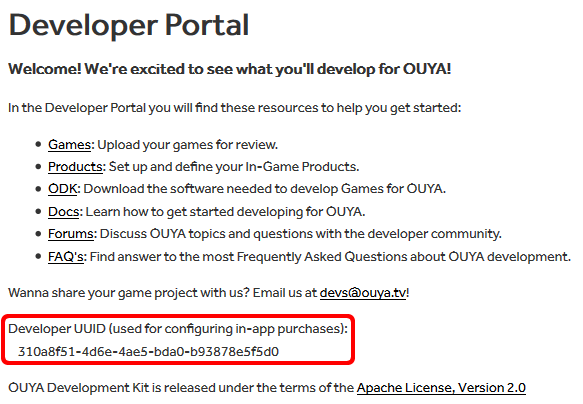 Developer Portal
Welcome! We're excited to see what you'll develop for OUYA!
In the Developer Portal you will find these resources to help you get started:
• Games: Upload your games for review.
• Products: Set up and define your In-Game Products.
• ODK: Download the software needed to develop Games for OUYA.
• Docs: Learn how to get started developing for OUYA.
• Forums: Discuss OUYA topics and questions with the developer community.
• FAQ's: Find answer to the most Frequently Asked Questions about OUYA development.
Wanna share your game project with us? Email us at devs@ouya.tv!
Developer UUID (used for configuring in-app purchases):
310a8f51-4d6e-4ae5-bda0-b93878e5f5d0
OUYA Development Kit is released under the terms of the Apache License, Version 2.0